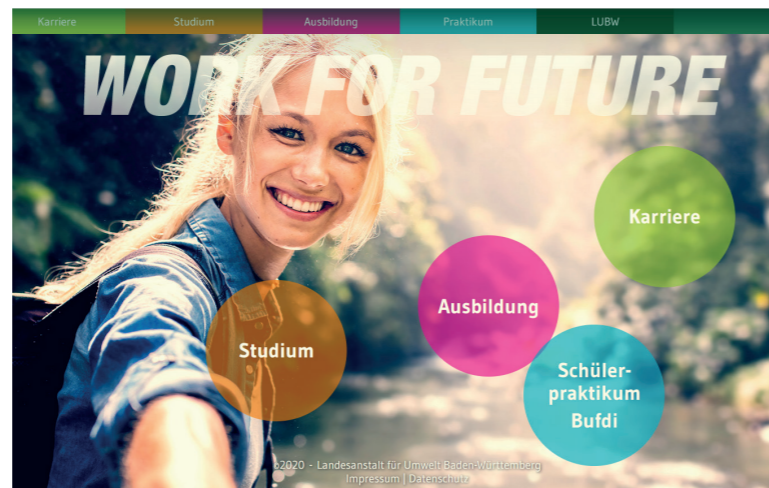 Karriere
Studium
Ausbildung
Praktikum
LUBW
WORK FOR FUTURE
Karriere
Ausbildung
Studium
Schüler-
praktikum
Bufdi
©2020 - Landesanstalt für Umwelt Baden-Württemberg
Impressum | Datenschutz